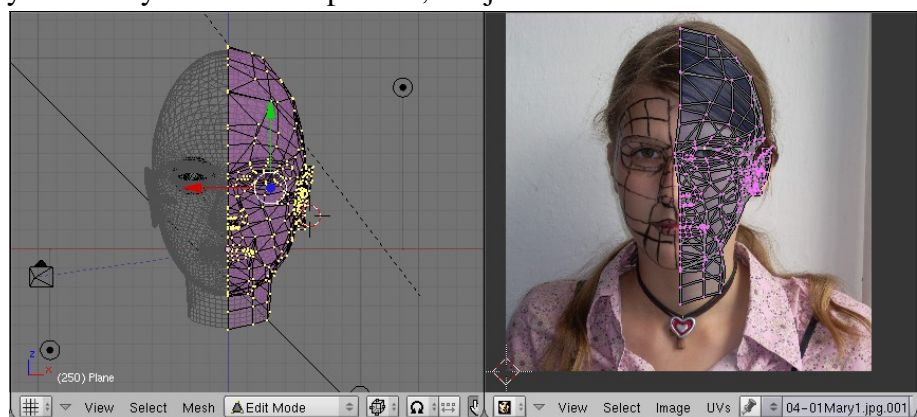 z
x
(250) Plane
View Select Mesh Edit Mode
View Select Image UVs 04-01Mary1.jpg.001